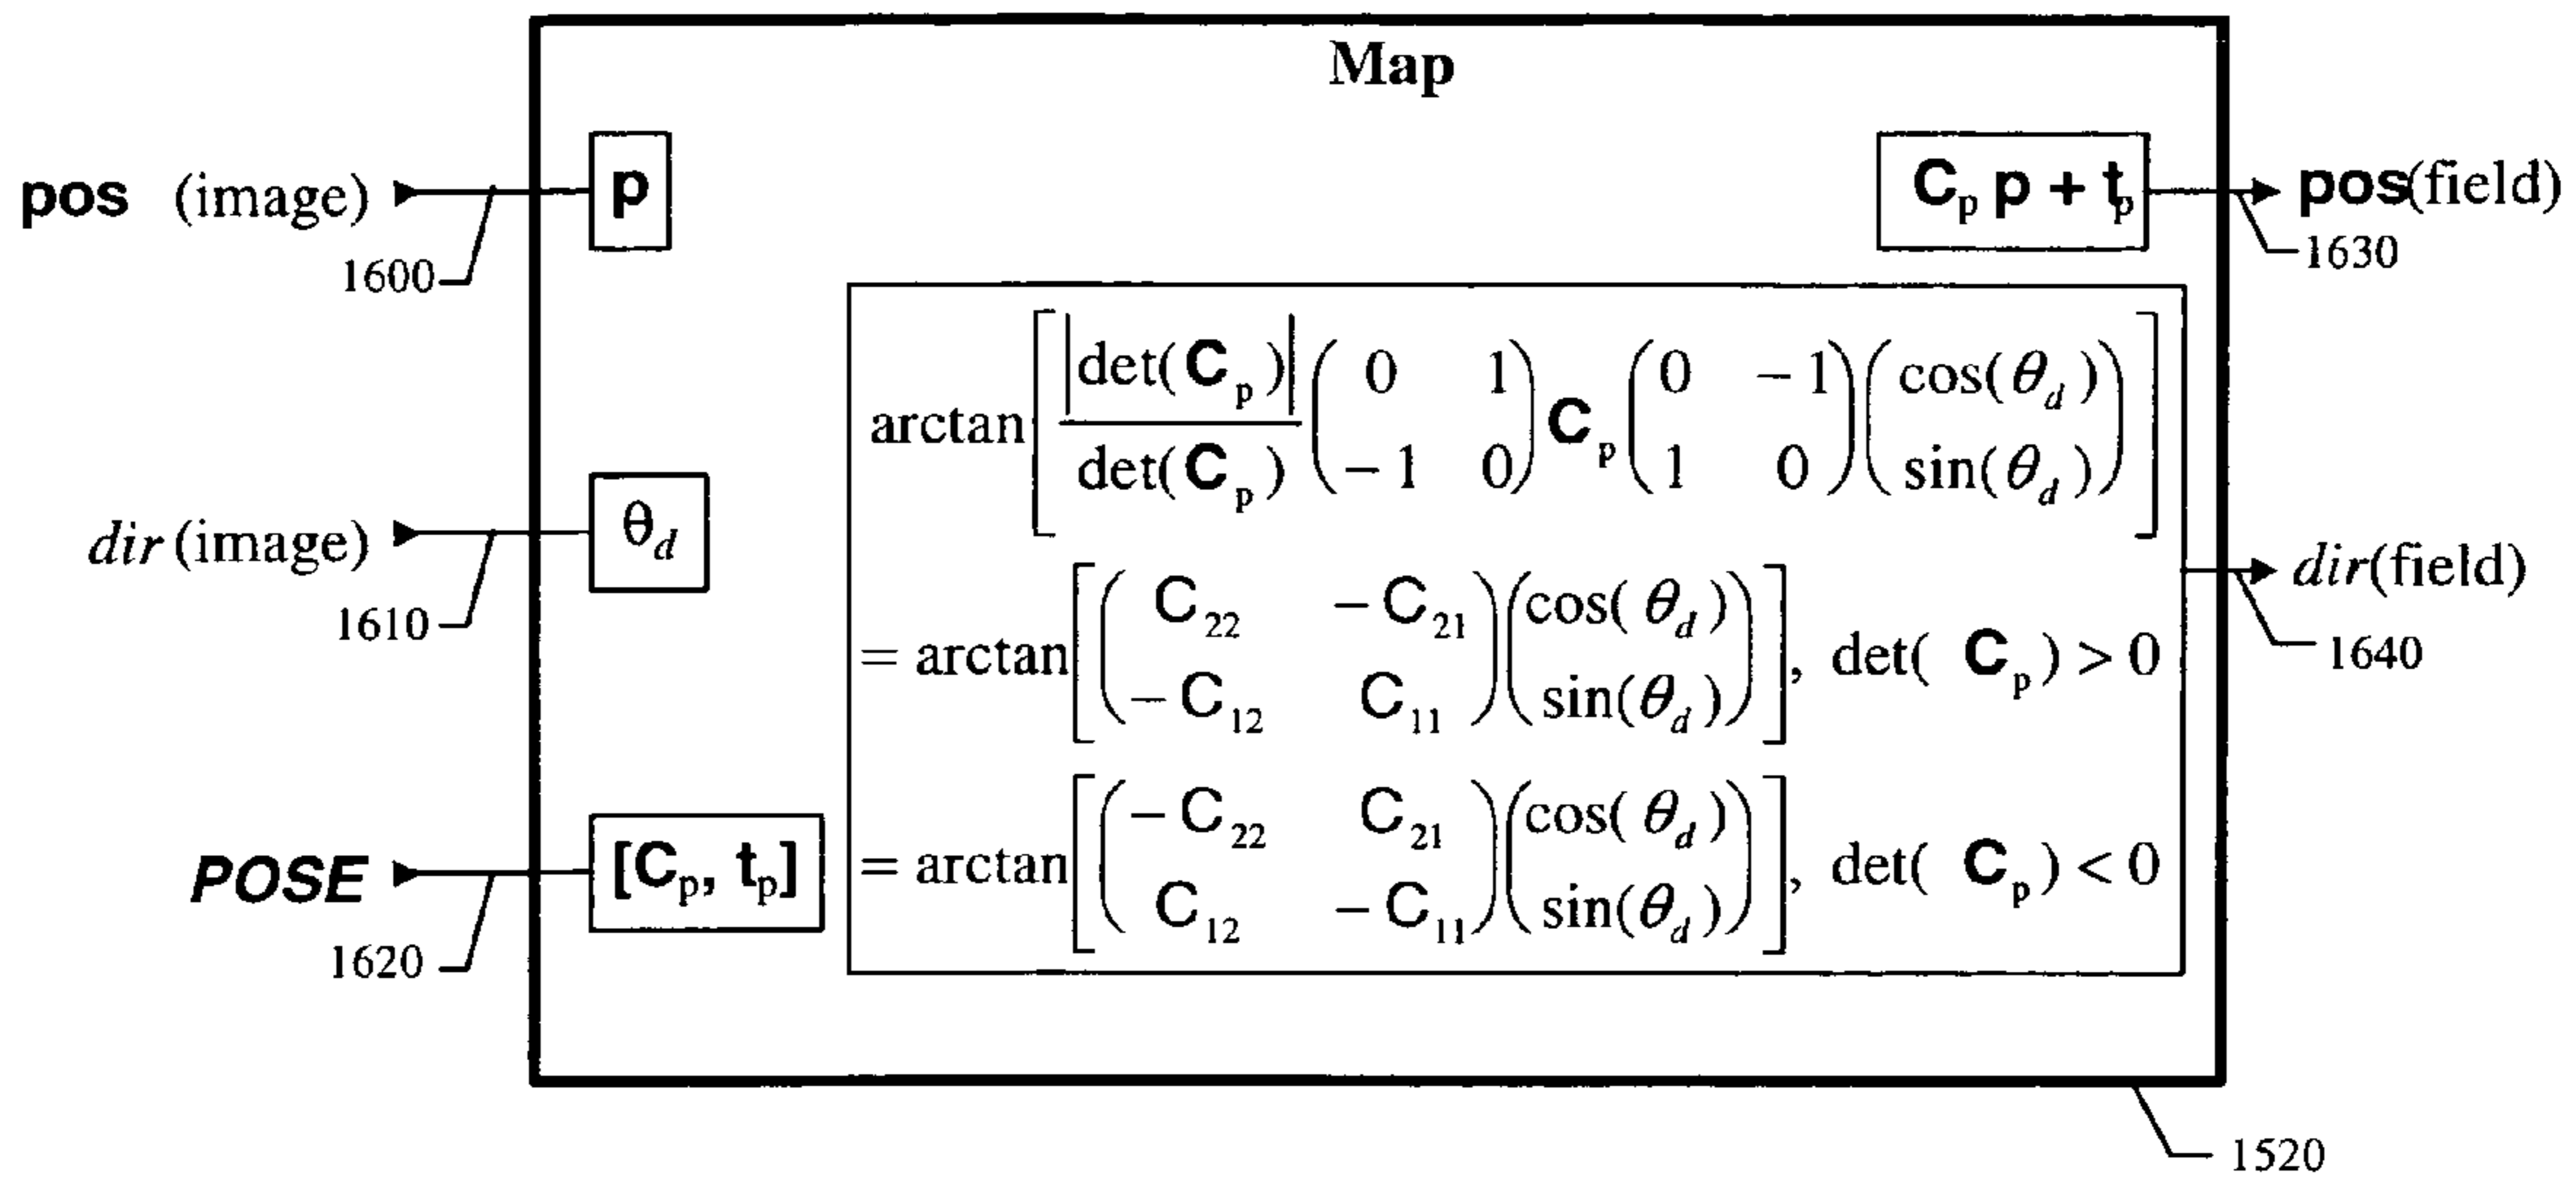 Map
pos (image)
1600
p
C_p p + t_p
pos(field)
1630
arctan[ |det(C_p)| / det(C_p) (0 1; −1 0) C_p (0 −1; 1 0) (cos(θ_d); sin(θ_d)) ]
dir (image)
1610
θ_d
= arctan[ (C_22 −C_21; −C_12 C_11) (cos(θ_d); sin(θ_d)) ], det( C_p ) > 0
dir(field)
1640
POSE
1620
[C_p, t_p]
= arctan[ (−C_22 C_21; C_12 −C_11) (cos(θ_d); sin(θ_d)) ], det( C_p ) < 0
1520